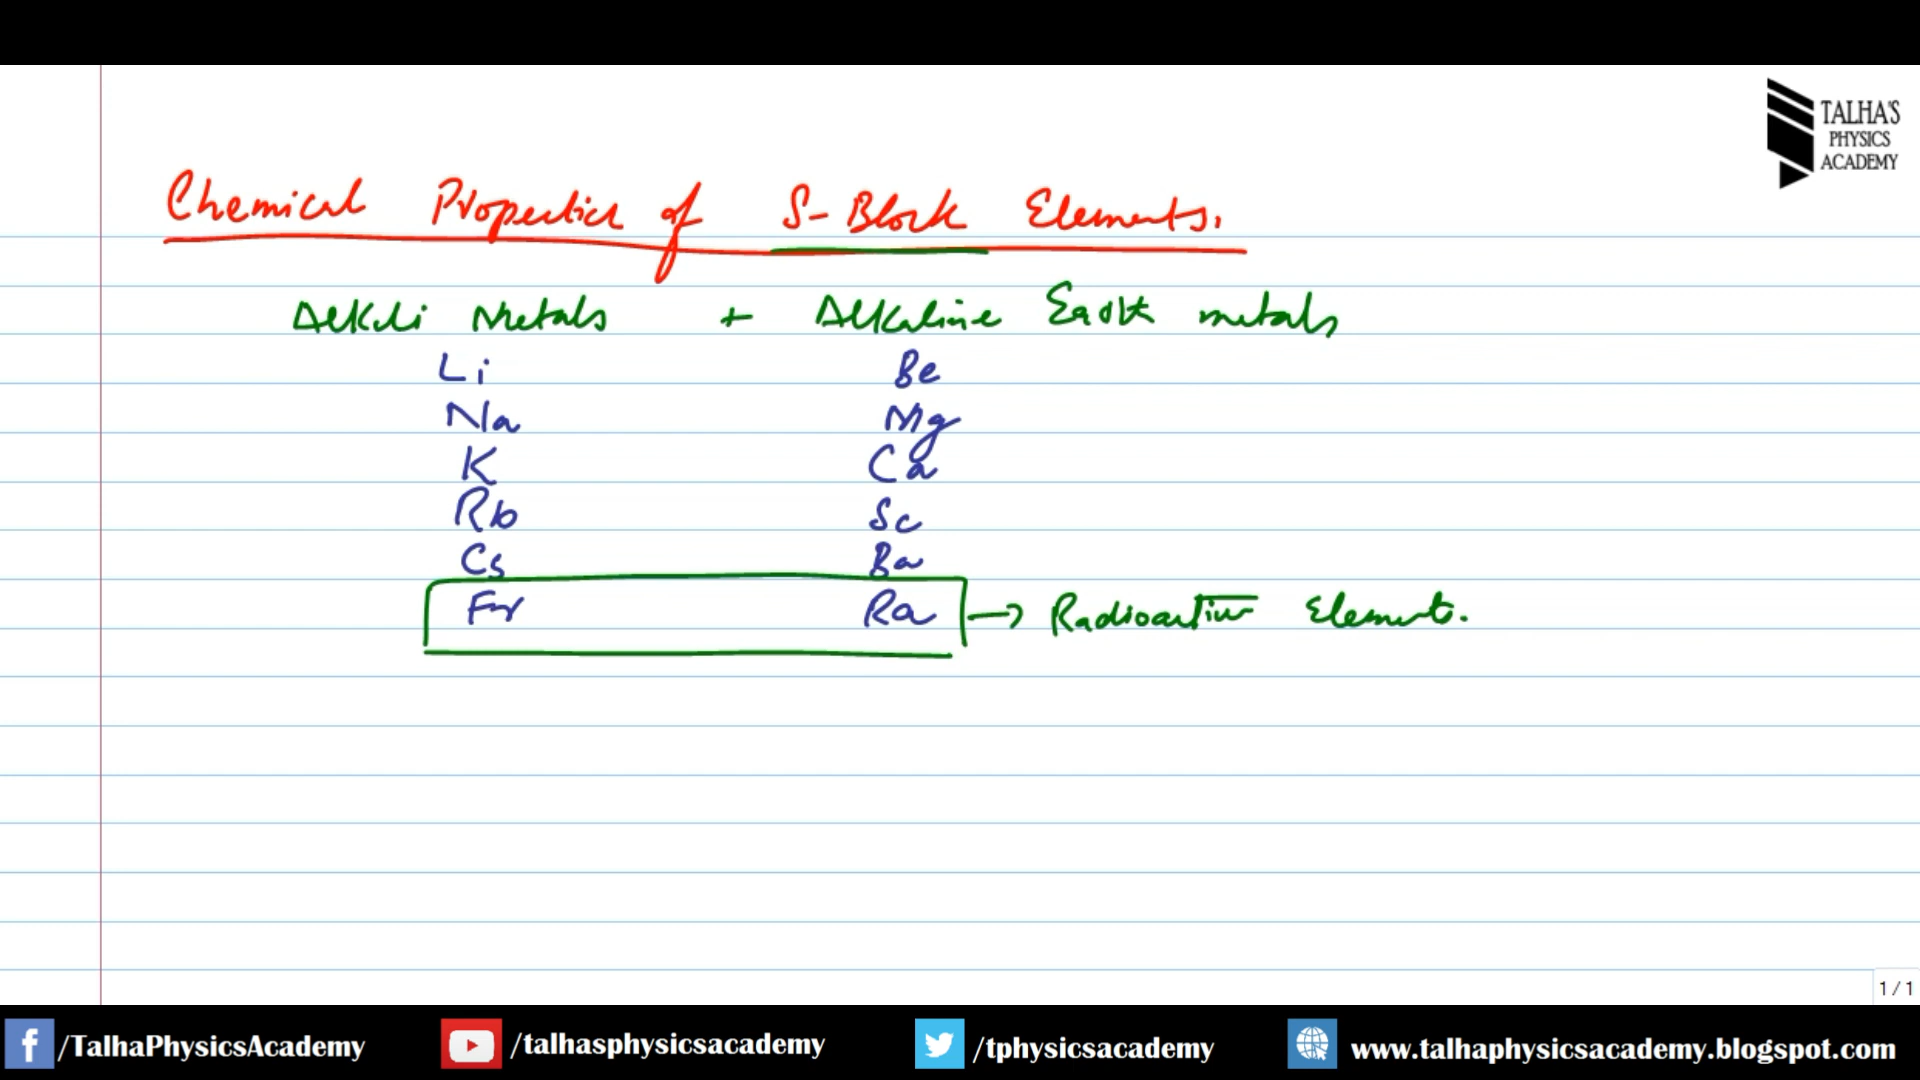 TALHA'S
PHYSICS
ACADEMY
Chemical Properties of S-Block Elements.
Alkali Metals + Alkaline Earth metals
Li Be
Na Mg
K Ca
Rb Sc
Cs Ba
Fr Ra → Radioactive Elements.
1/1
/TalhaPhysicsAcademy /talhasphysicsacademy /tphysicsacademy www.talhaphysicsacademy.blogspot.com